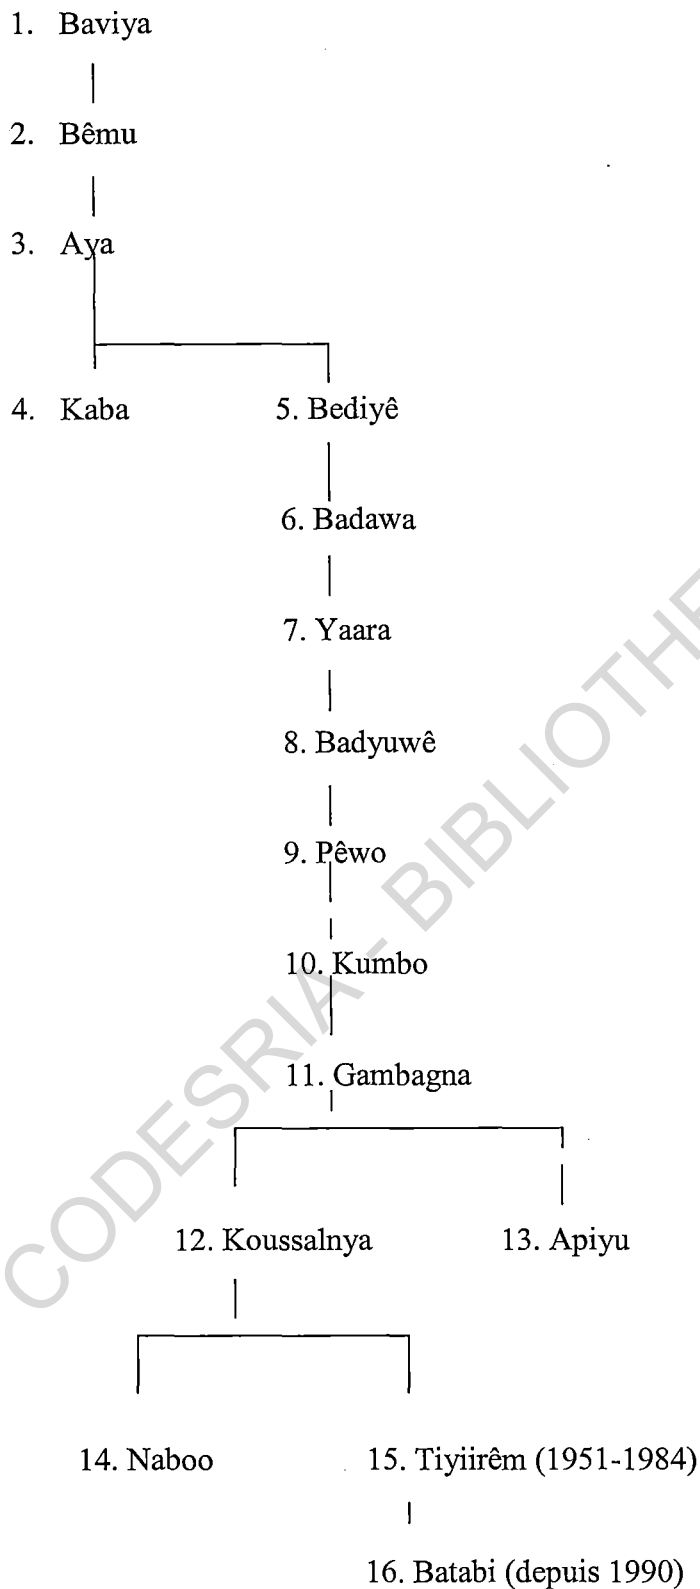 1. Baviya
2. Bêmu
3. Aya
4. Kaba 5. Bediyê
6. Badawa
7. Yaara
8. Badyuwê
9. Pêwo
10. Kumbo
11. Gambagna
12. Koussalnya 13. Apiyu
14. Naboo 15. Tiyiirêm (1951-1984)
16. Batabi (depuis 1990)
CODESRIA - BIBLIOTHE